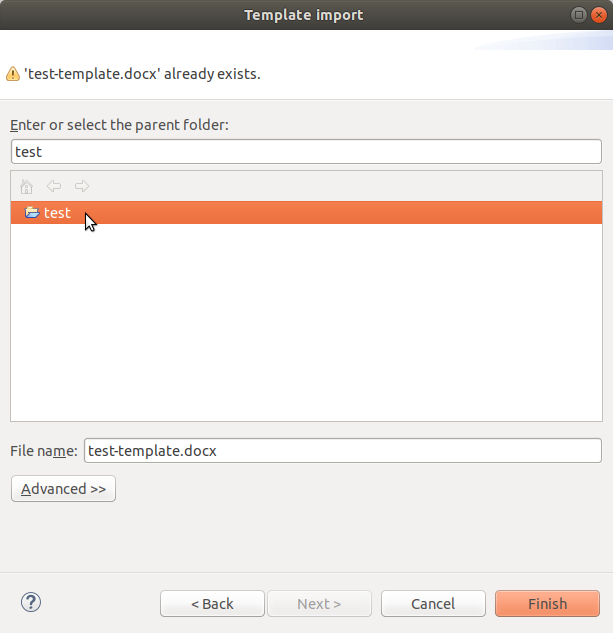 Template import
'test-template.docx' already exists.
Enter or select the parent folder:
test
test
File name: test-template.docx
Advanced >>
< Back Next > Cancel Finish